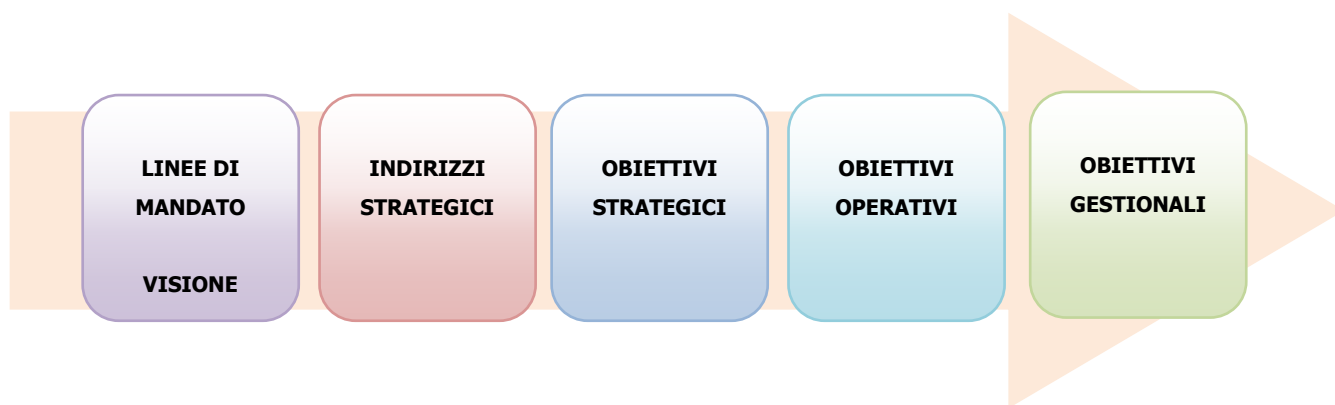 LINEE DI
MANDATO
VISIONE
INDIRIZZI
STRATEGICI
OBIETTIVI
STRATEGICI
OBIETTIVI
OPERATIVI
OBIETTIVI
GESTIONALI